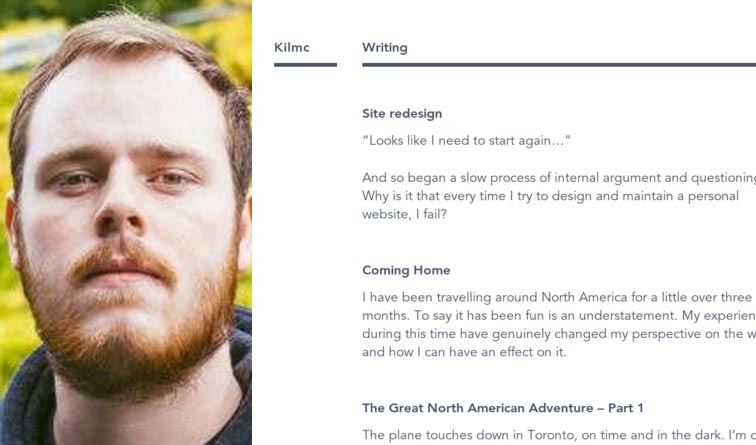 Kilmc
Writing
Site redesign
“Looks like I need to start again…”
And so began a slow process of internal argument and questioning
Why is it that every time I try to design and maintain a personal
website, I fail?
Coming Home
I have been travelling around North America for a little over three
months. To say it has been fun is an understatement. My experien
during this time have genuinely changed my perspective on the w
and how I can have an effect on it.
The Great North American Adventure – Part 1
The plane touches down in Toronto, on time and in the dark. I’m